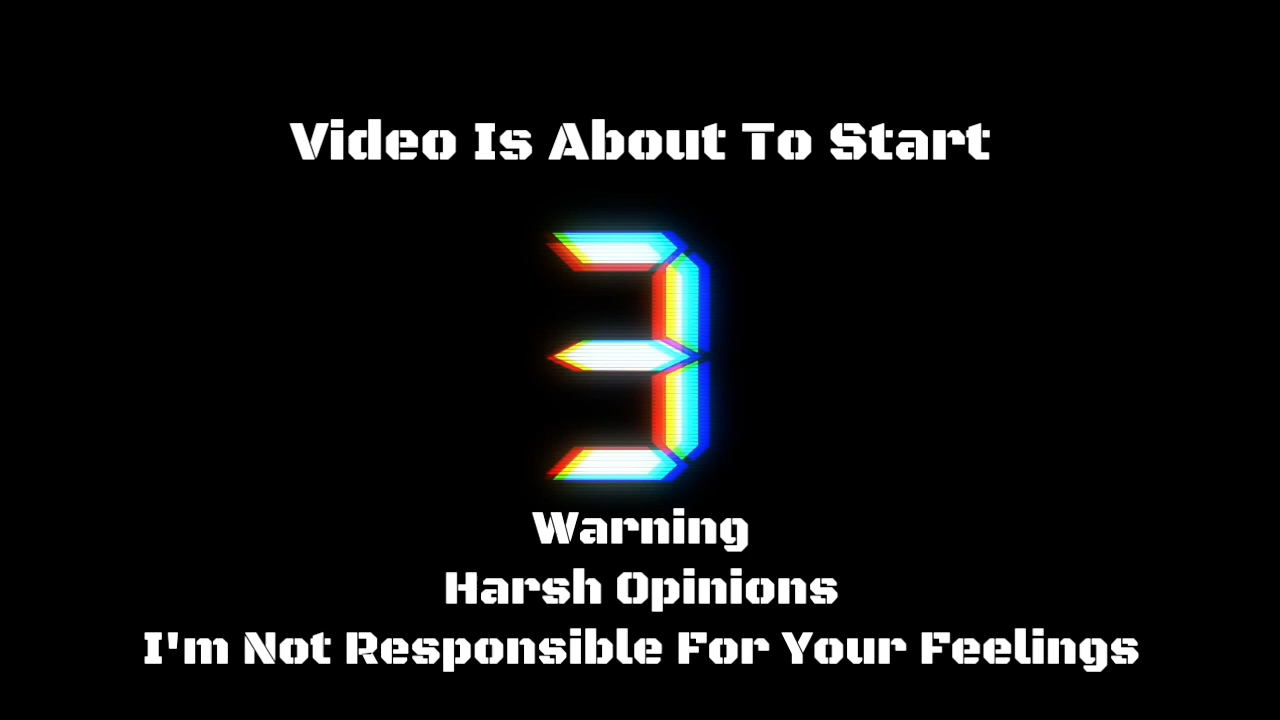 Video Is About To Start
3
Warning
Harsh Opinions
I'm Not Responsible For Your Feelings